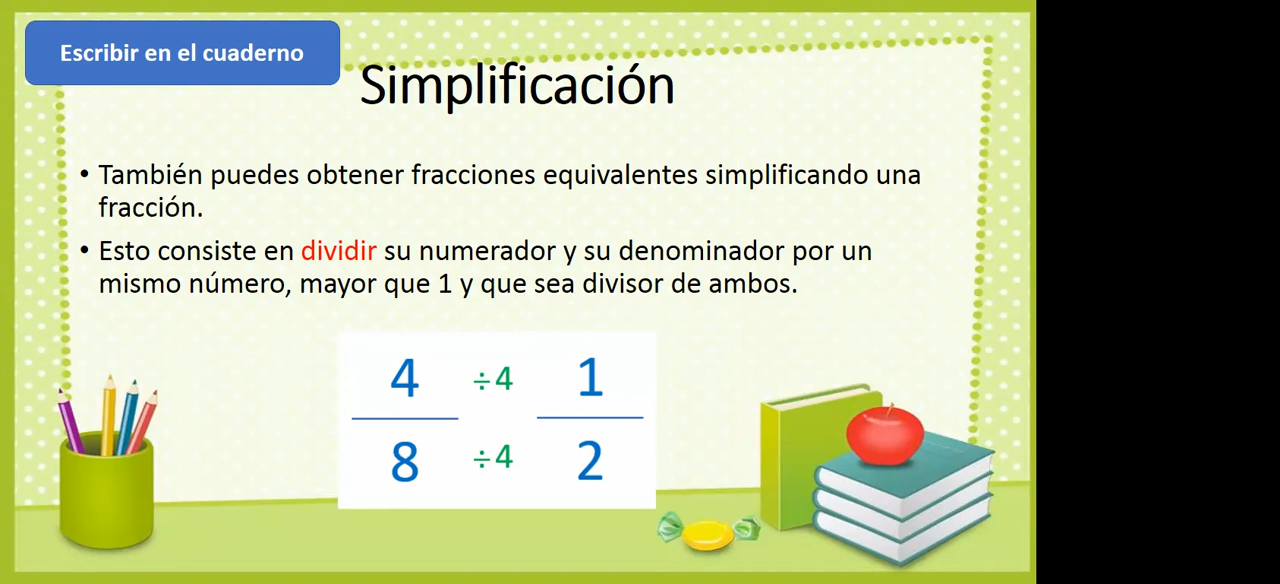 Escribir en el cuaderno
Simplificación
• También puedes obtener fracciones equivalentes simplificando una
fracción.
• Esto consiste en dividir su numerador y su denominador por un
mismo número, mayor que 1 y que sea divisor de ambos.
4 ÷4 1
8 ÷4 2